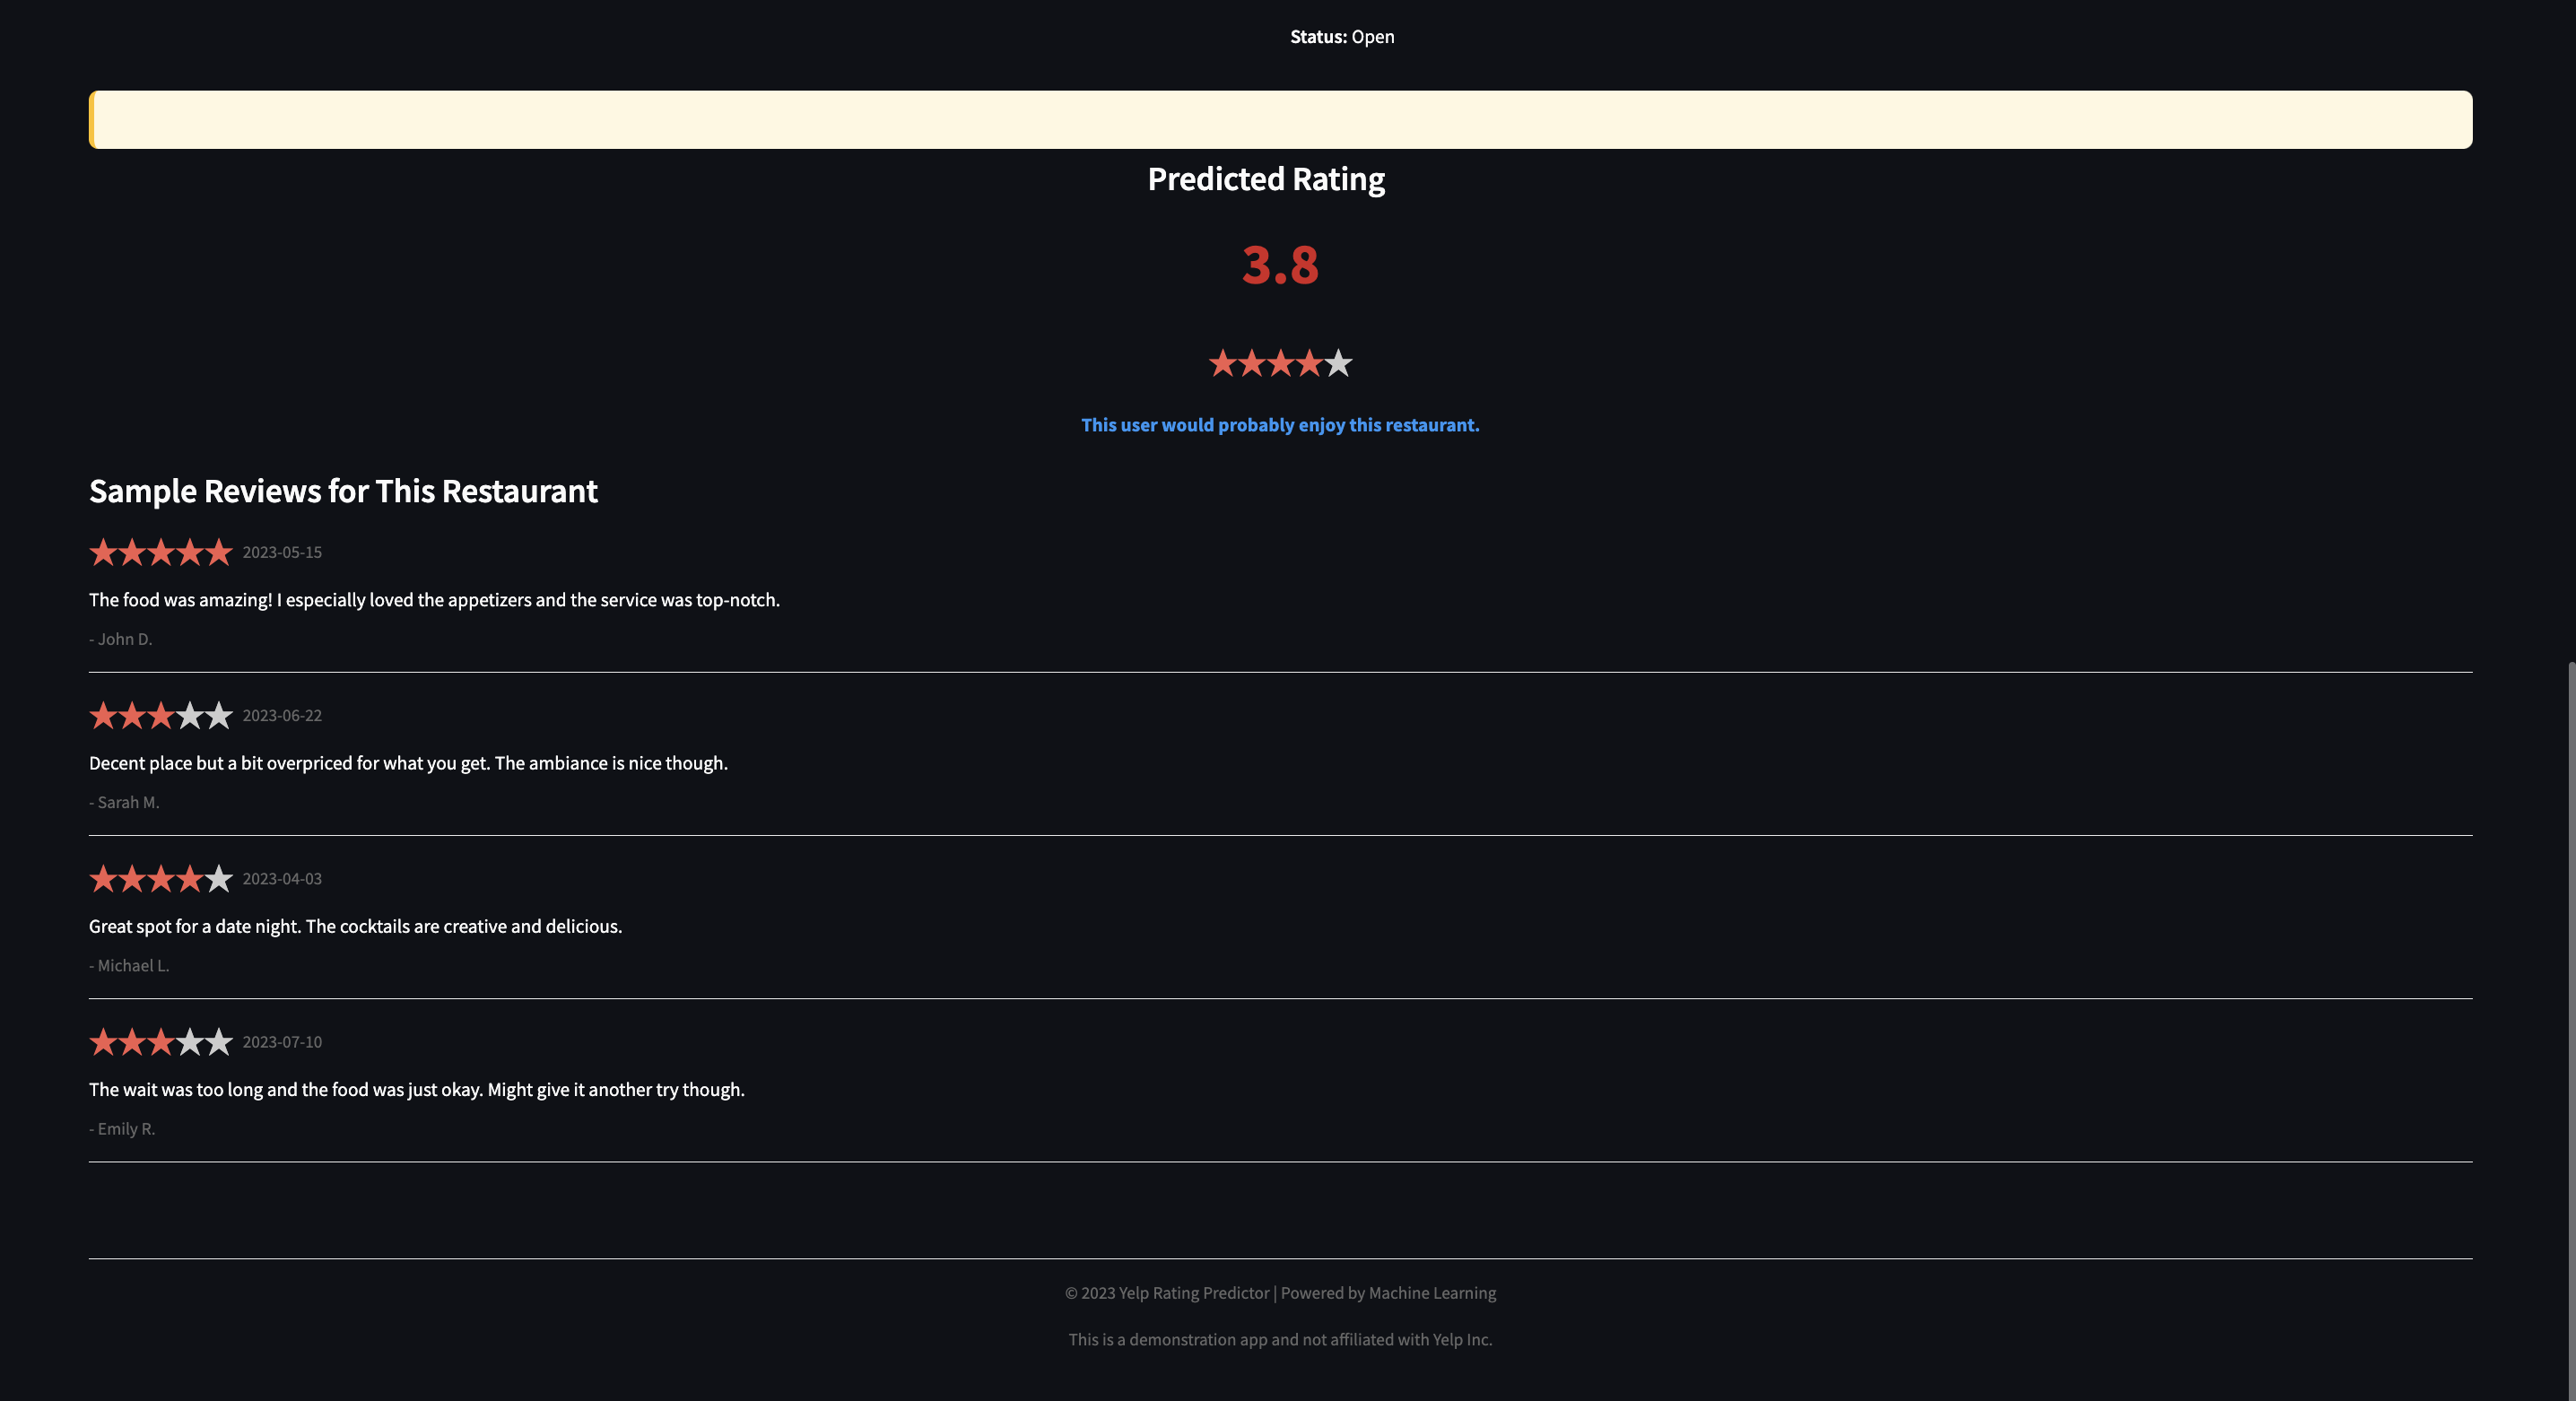 Status: Open
Predicted Rating
3.8
This user would probably enjoy this restaurant.
Sample Reviews for This Restaurant
2023-05-15
The food was amazing! I especially loved the appetizers and the service was top-notch.
- John D.
2023-06-22
Decent place but a bit overpriced for what you get. The ambiance is nice though.
- Sarah M.
2023-04-03
Great spot for a date night. The cocktails are creative and delicious.
- Michael L.
2023-07-10
The wait was too long and the food was just okay. Might give it another try though.
- Emily R.
© 2023 Yelp Rating Predictor | Powered by Machine Learning
This is a demonstration app and not affiliated with Yelp Inc.